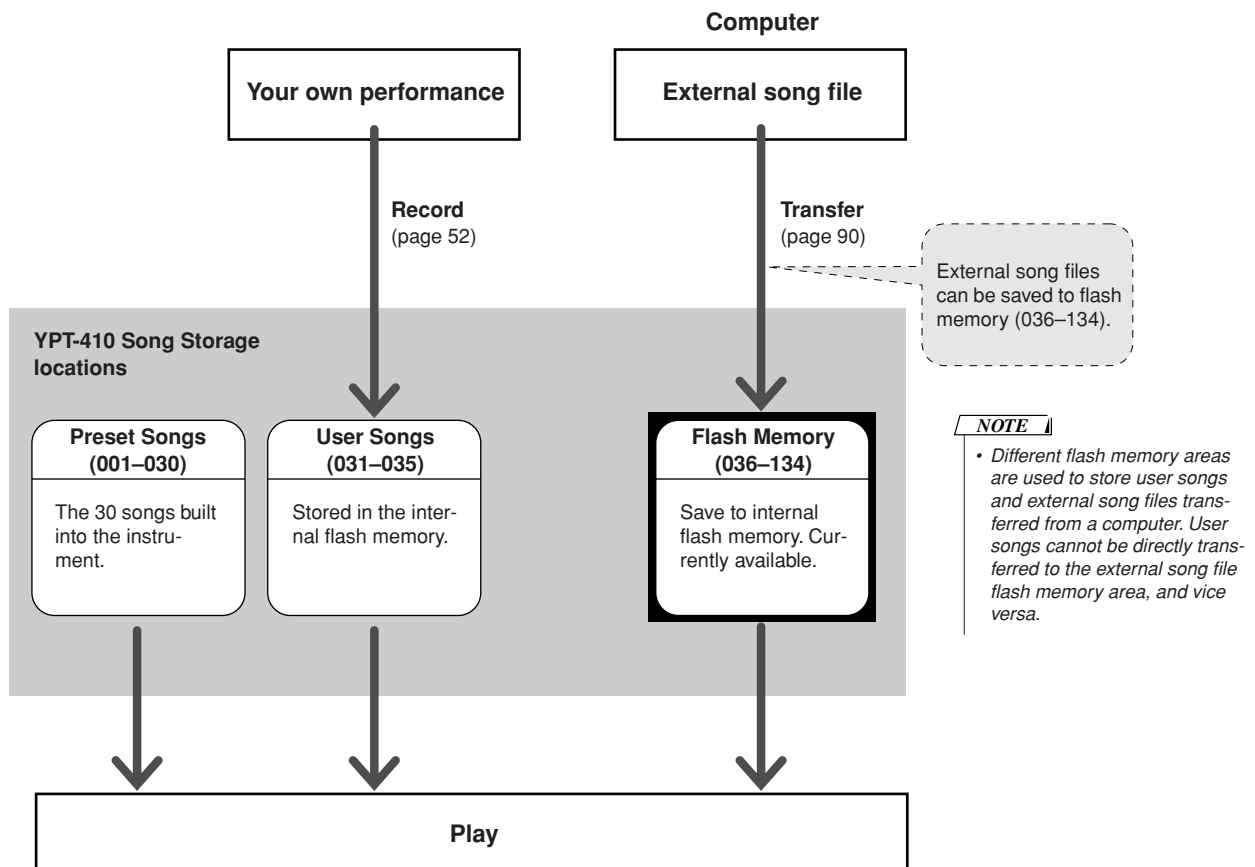 Computer
Your own performance
External song file
Record
(page 52)
Transfer
(page 90)
External song files
can be saved to flash
memory (036–134).
YPT-410 Song Storage
locations
Preset Songs
(001–030)
The 30 songs built
into the instru-
ment.
User Songs
(031–035)
Stored in the inter-
nal flash memory.
Flash Memory
(036–134)
Save to internal
flash memory. Cur-
rently available.
NOTE
• Different flash memory areas
are used to store user songs
and external song files trans-
ferred from a computer. User
songs cannot be directly trans-
ferred to the external song file
flash memory area, and vice
versa.
Play